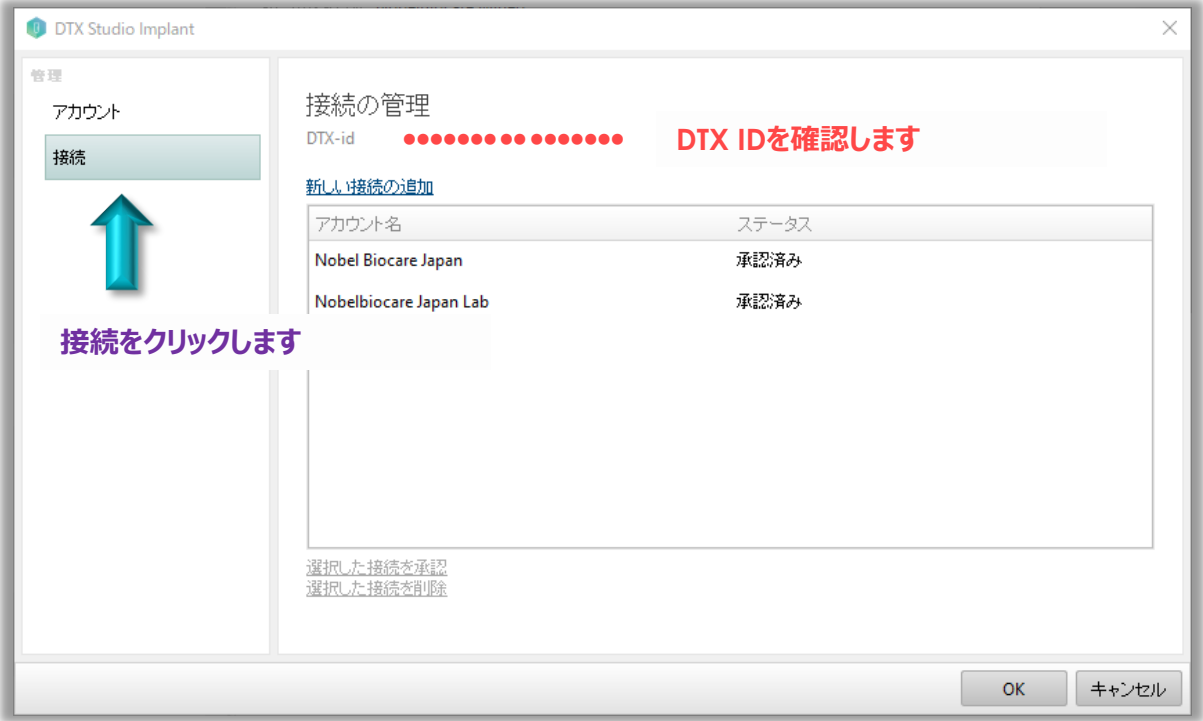 DTX Studio Implant
管理
アカウント
接続
接続をクリックします
接続の管理
DTX-id
DTX IDを確認します
新しい接続の追加
アカウント名 ステータス
Nobel Biocare Japan 承認済み
Nobelbiocare Japan Lab 承認済み
選択した接続を承認
選択した接続を削除
OK キャンセル